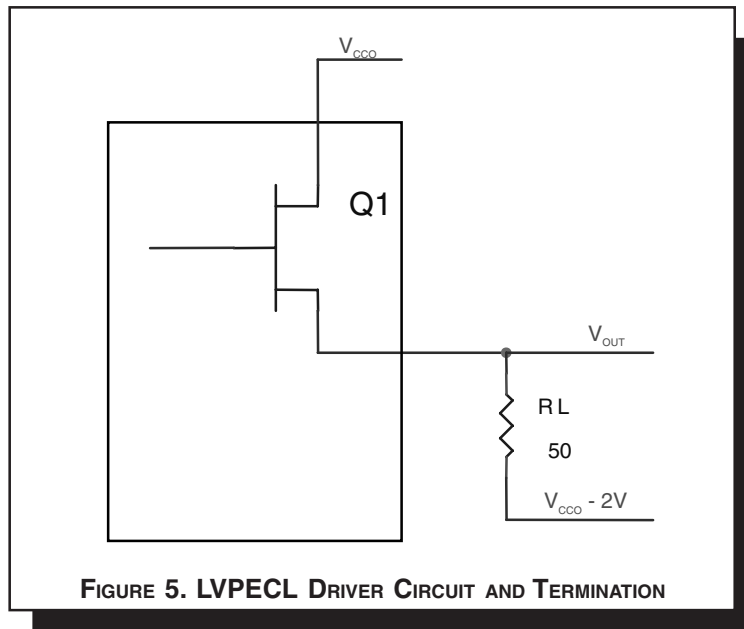 VCCO
Q1
VOUT
RL
50
VCCO - 2V
FIGURE 5. LVPECL DRIVER CIRCUIT AND TERMINATION